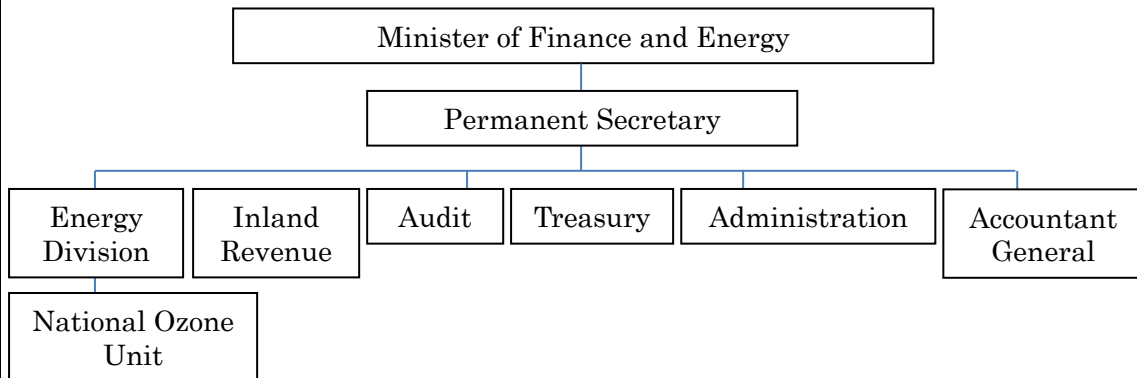 Minister of Finance and Energy
Permanent Secretary
Energy
Division
Inland
Revenue
Audit
Treasury
Administration
Accountant
General
National Ozone
Unit